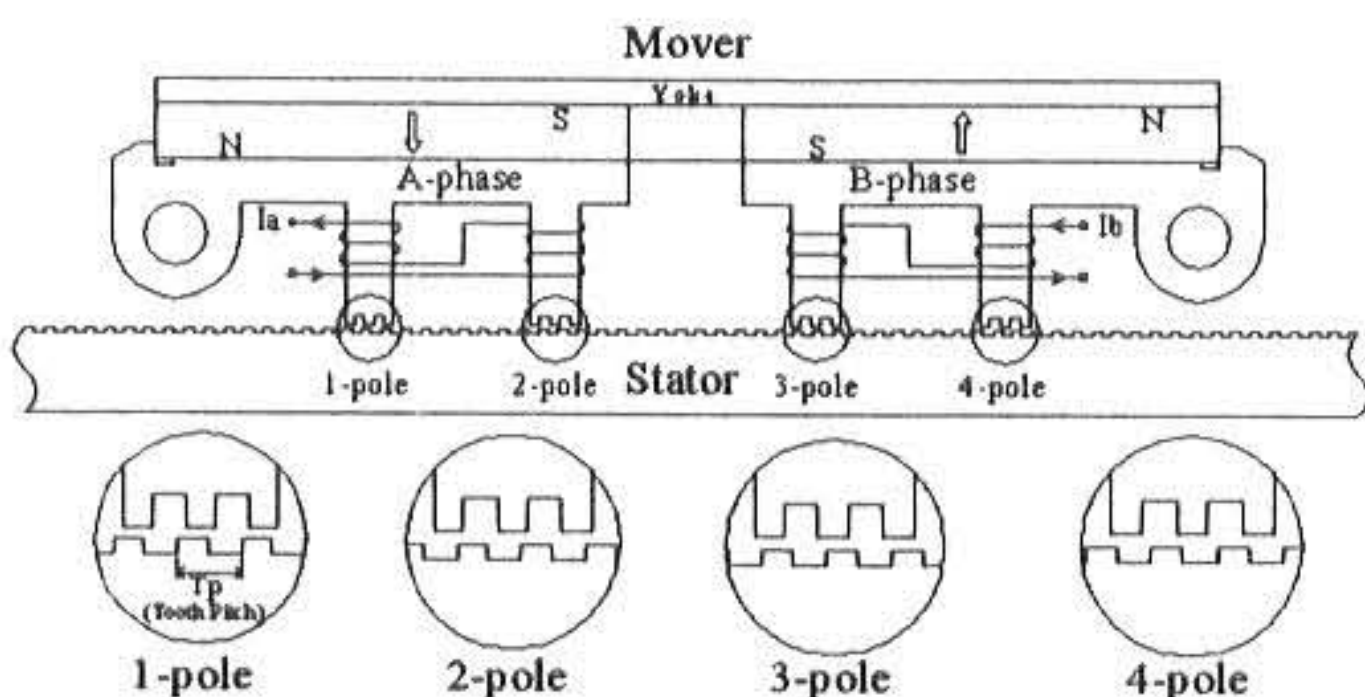 Mover
S N
N S
A-phase B-phase
Ia Ib
1-pole 2-pole Stator 3-pole 4-pole
Tp
(Tooth Pitch)
1-pole 2-pole 3-pole 4-pole